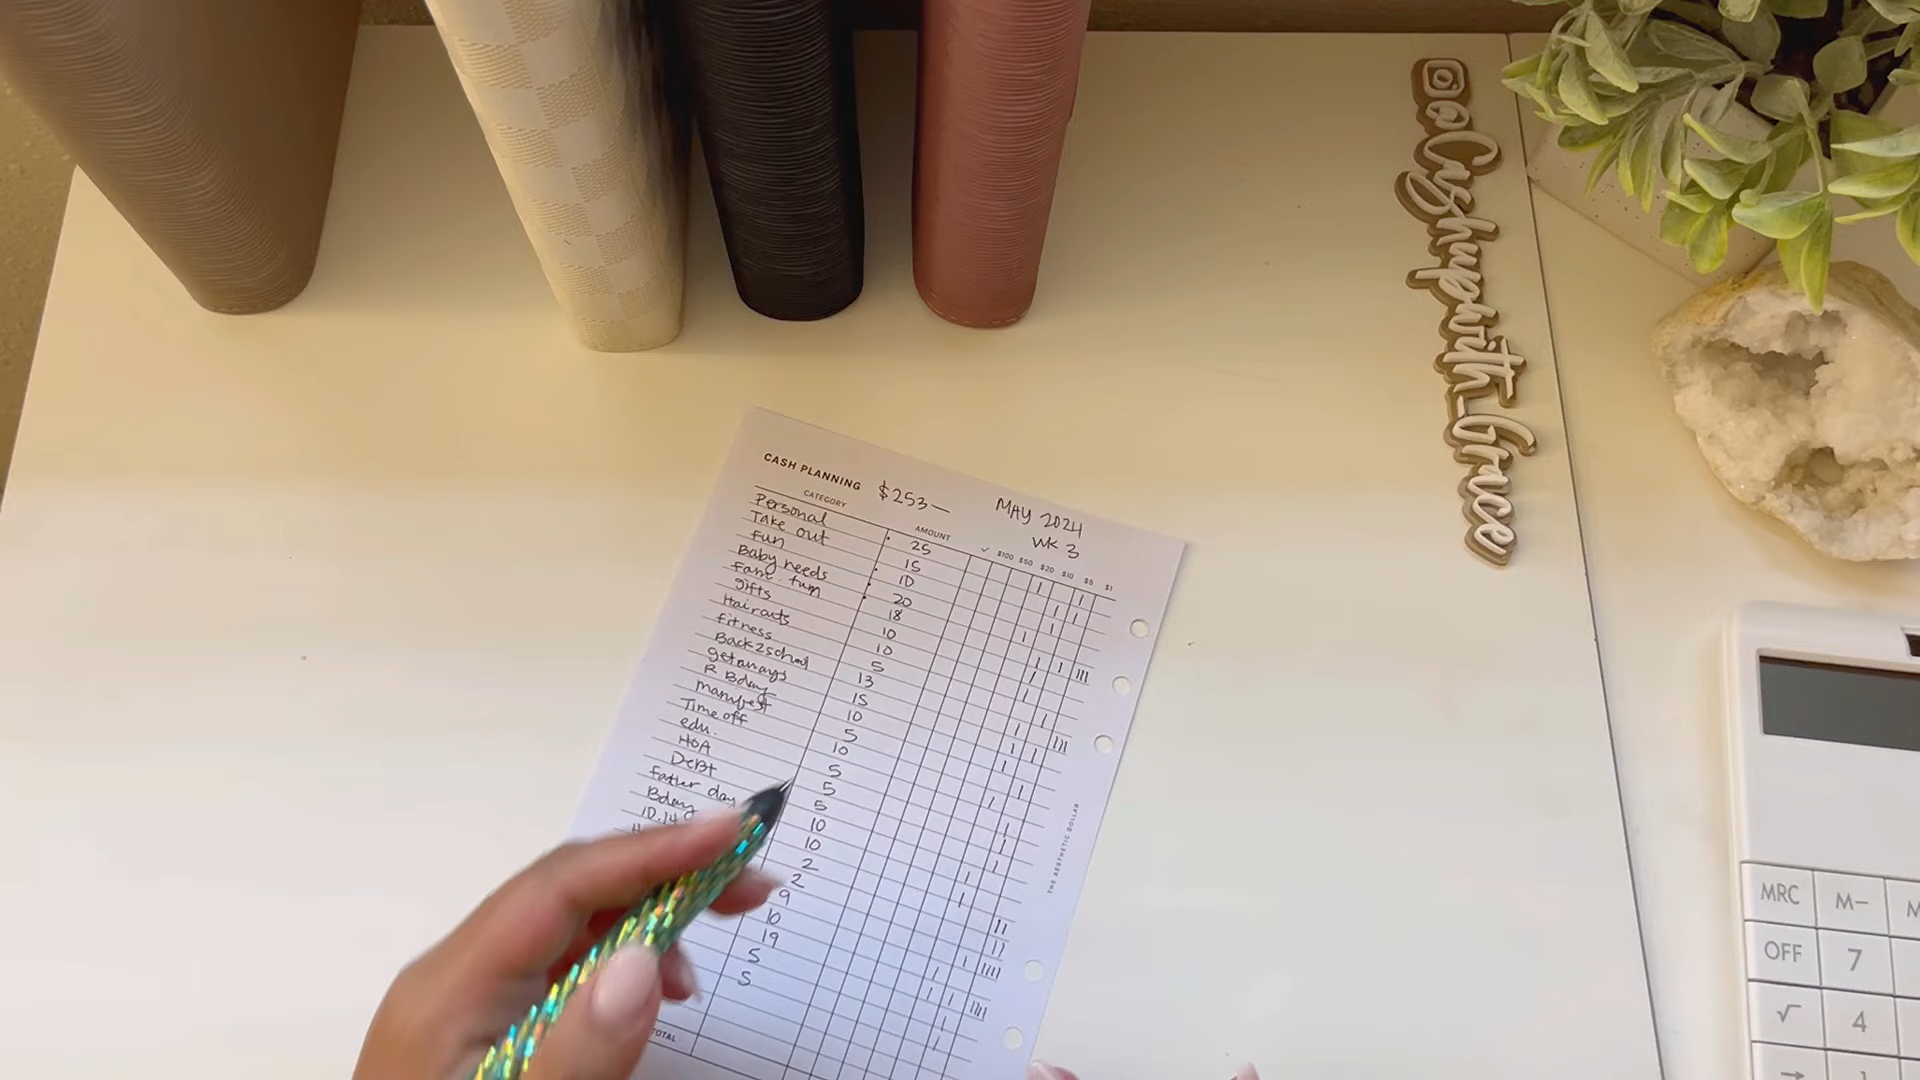 CASH PLANNING $253— MAY 2024
WK 3
CATEGORY AMOUNT ✓ $100 $50 $20 $10 $5 $1
Personal 25
Take out 15
Fun 10
Baby needs 20
Fam. fun 18
gifts 10
Haircuts 10
fitness 5
Back2school 13
getaways 15
R Bday 10
manifest 5
Time off 10
edu. 5
HOA 5
DeBT 5
Father day 10
Bday 10
10.14 2
2
9
10
19
5
5
TOTAL
THE AESTHETIC DOLLAR
@Cashupwith_Grace
MRC M–
OFF 7
√ 4
→